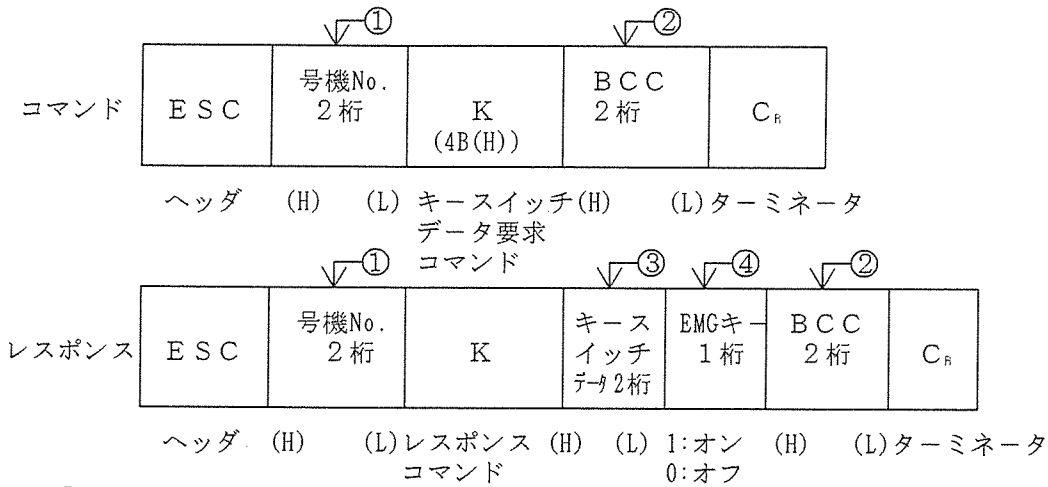 ① ②
コマンド ESC 号機No. 2桁 K (4B(H)) BCC 2桁 CR
ヘッダ (H) (L) キースイッチ (H) (L) ターミネータ
データ要求
コマンド
① ③ ④ ②
レスポンス ESC 号機No. 2桁 K キースイッチデータ2桁 EMGキー 1桁 BCC 2桁 CR
ヘッダ (H) (L) レスポンス (H) (L) 1:オン (H) (L) ターミネータ
コマンド 0:オフ